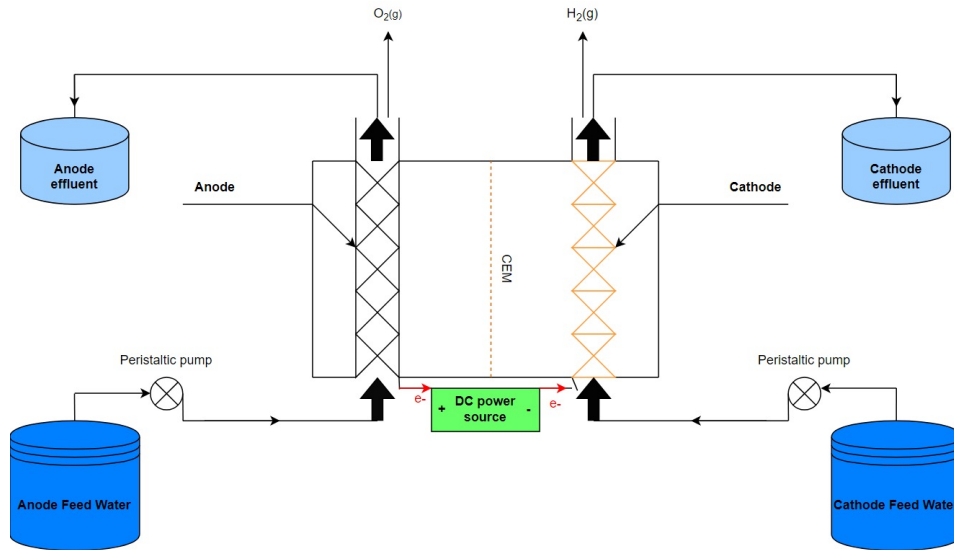 O2(g)
H2(g)
Anode
effluent
Cathode
effluent
Anode
Cathode
CEM
Peristaltic pump
Peristaltic pump
e-
+
DC power
source
-
e-
Anode Feed Water
Cathode Feed Water